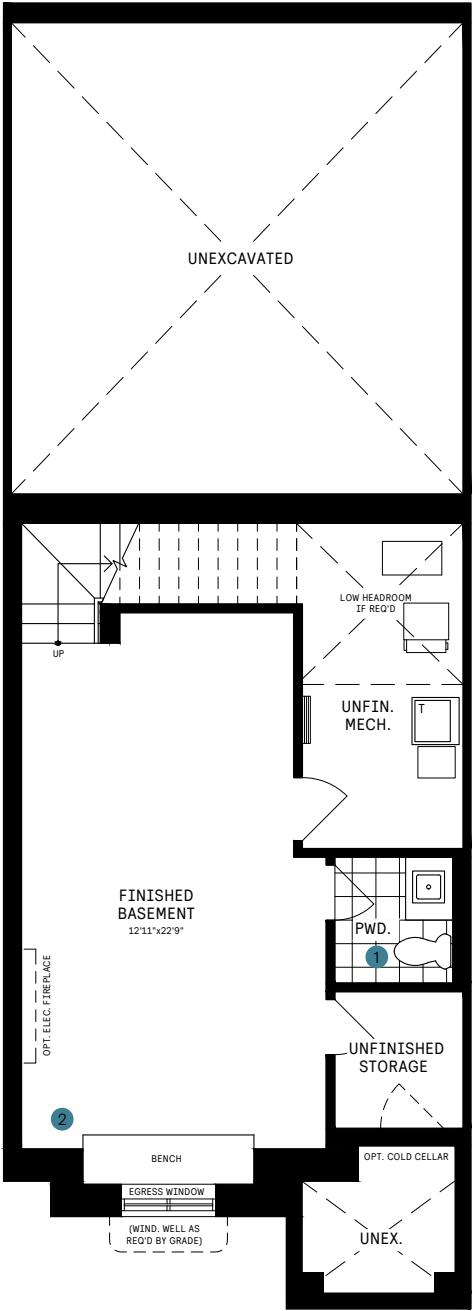 UNEXCAVATED
LOW HEADROOM
IF REQ'D
UP
UNFIN.
MECH.
T
FINISHED
BASEMENT
12'11"x22'9"
PWD.
1
OPT. ELEC. FIREPLACE
UNFINISHED
STORAGE
2
BENCH
OPT. COLD CELLAR
EGRESS WINDOW
(WIND. WELL AS
REQ'D BY GRADE)
UNEX.